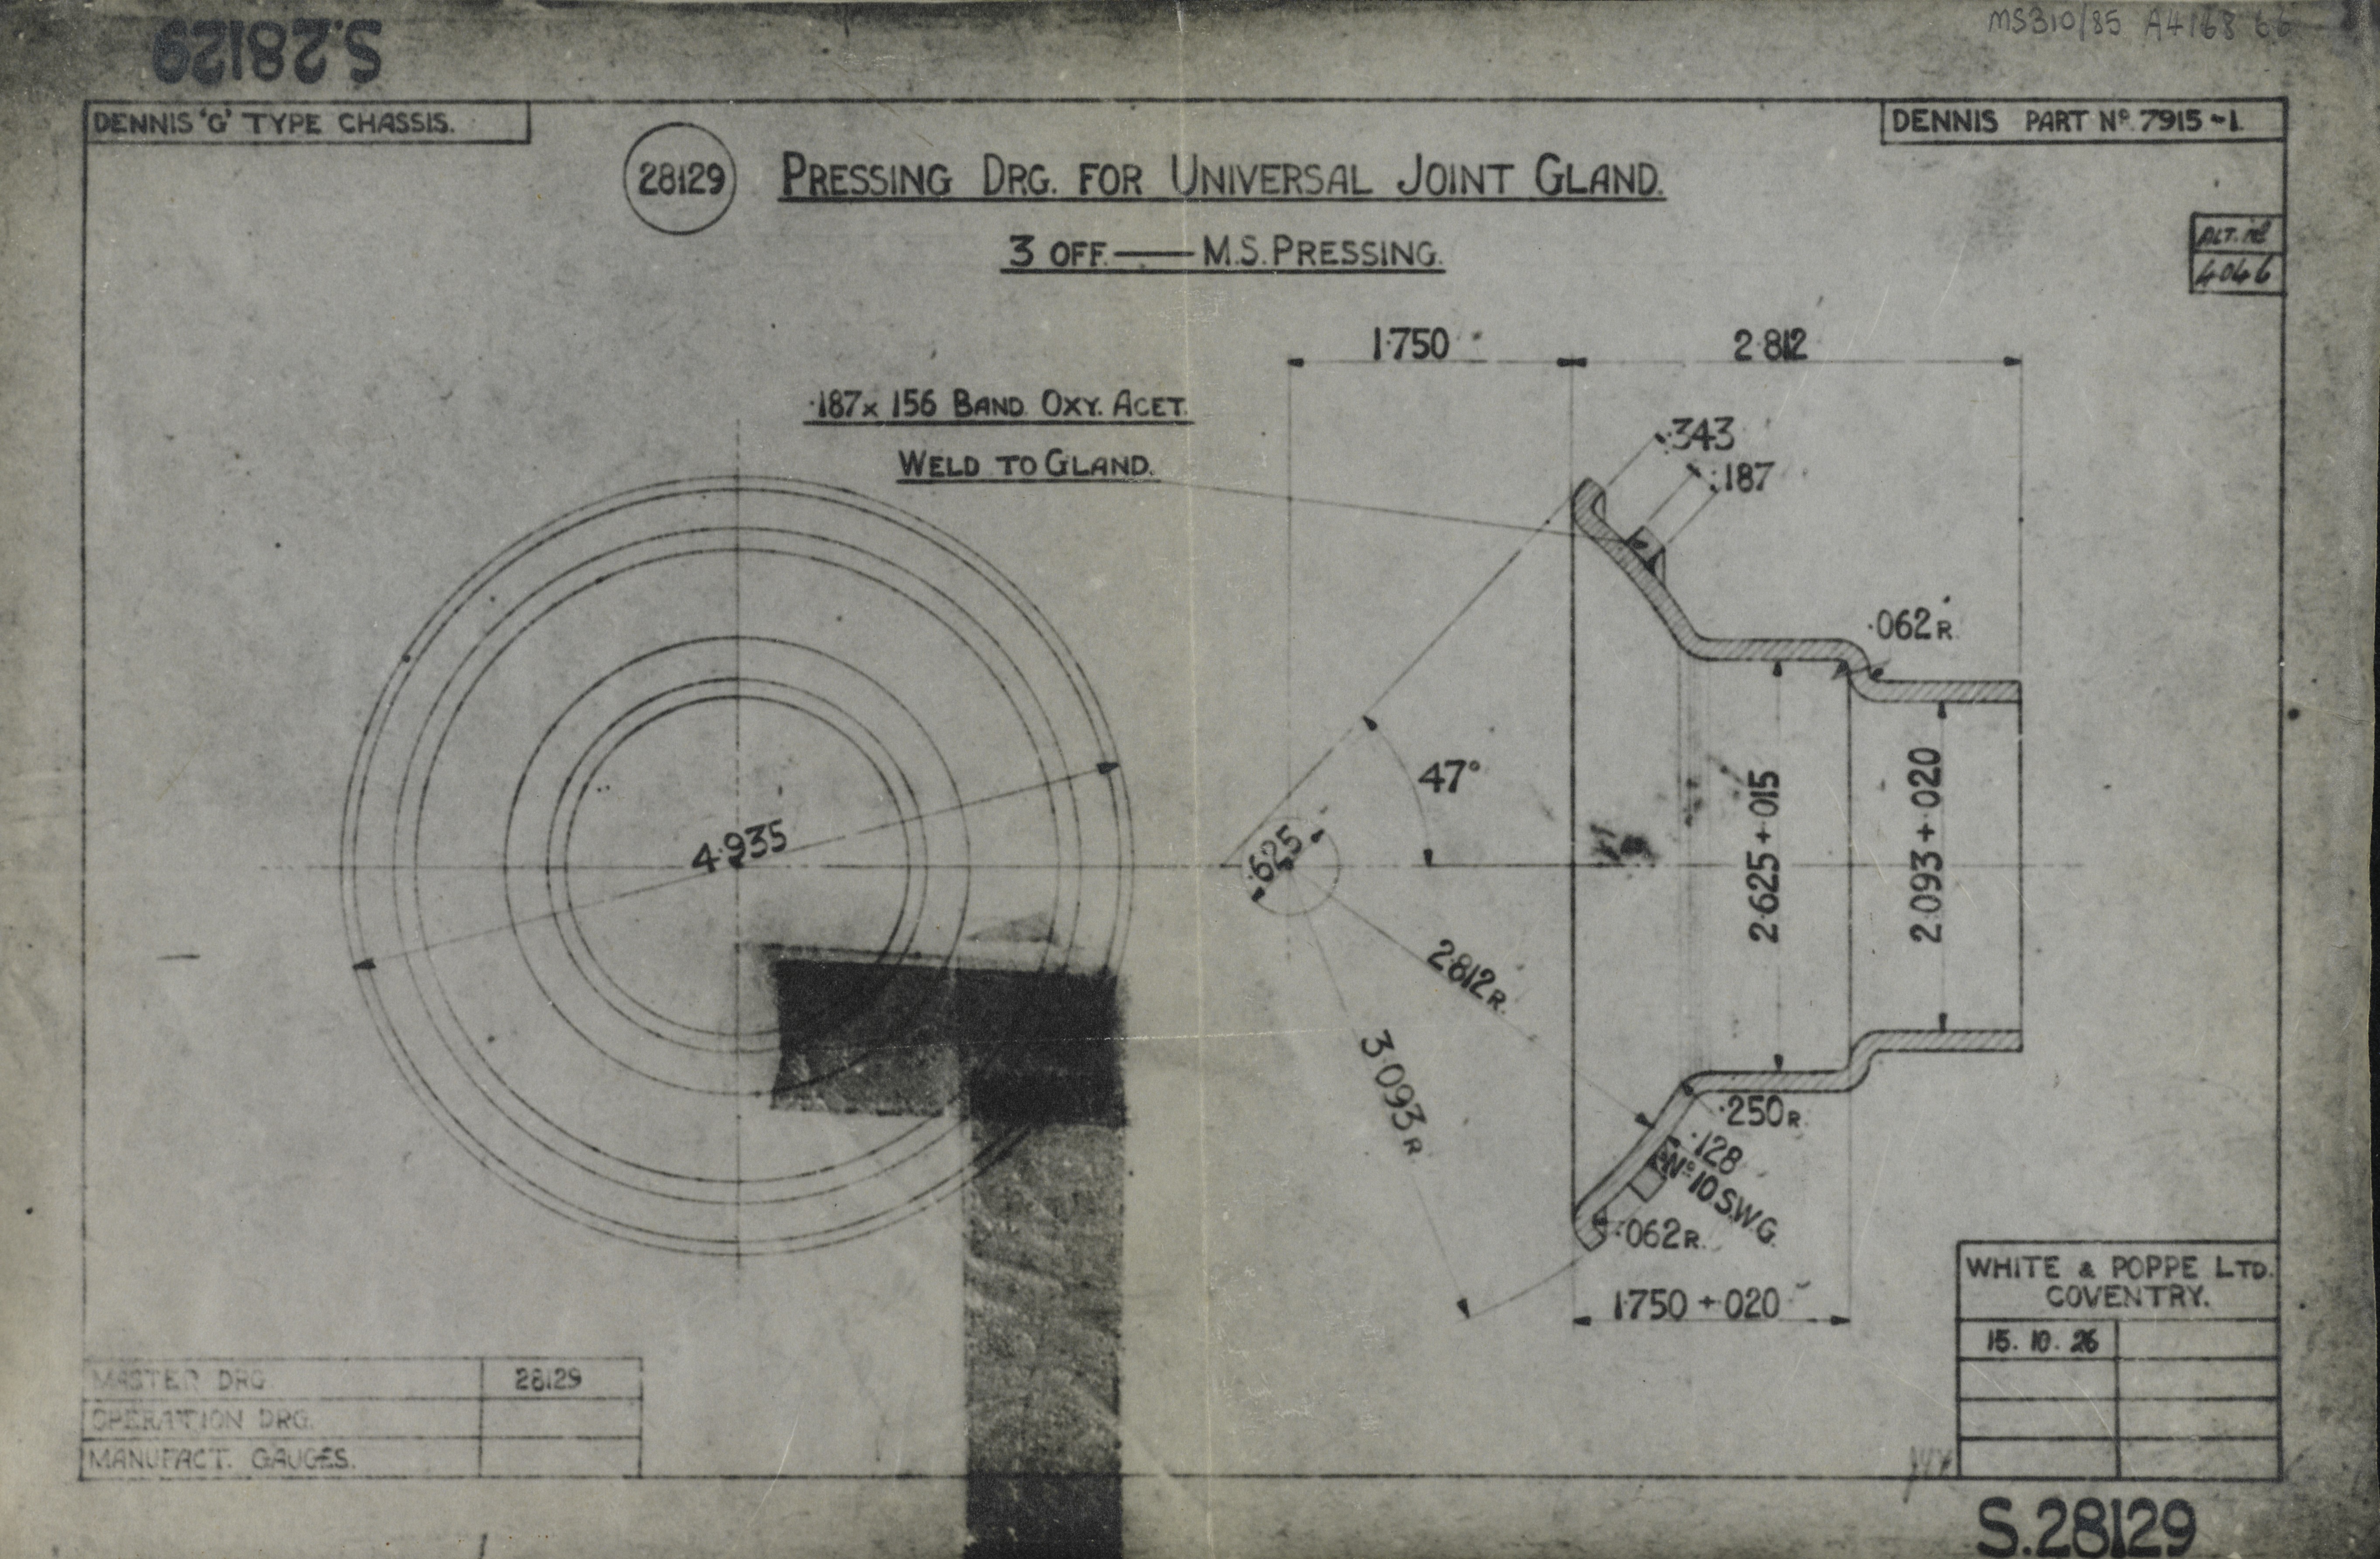 S.28129
MS310/85 A4168
DENNIS 'G' TYPE CHASSIS.
DENNIS PART Nº 7915-1.
28129
PRESSING DRG. FOR UNIVERSAL JOINT GLAND.
3 OFF. — M.S. PRESSING.
ALT. Nº
4046
1·750
2·812
·187 x 156 BAND. OXY. ACET.
WELD TO GLAND.
·343
·187
·062 R.
47°
4·935
·625
2·625 + ·015
2·093 + ·020
2·812 R.
3·093 R.
·250 R.
·128
Nº 10 S.W.G.
·062 R.
1·750 + ·020
WHITE & POPPE LTD.
COVENTRY.
15. 10. 26
MASTER DRG. 28129
OPERATION DRG.
MANUFACT. GAUGES.
S.28129